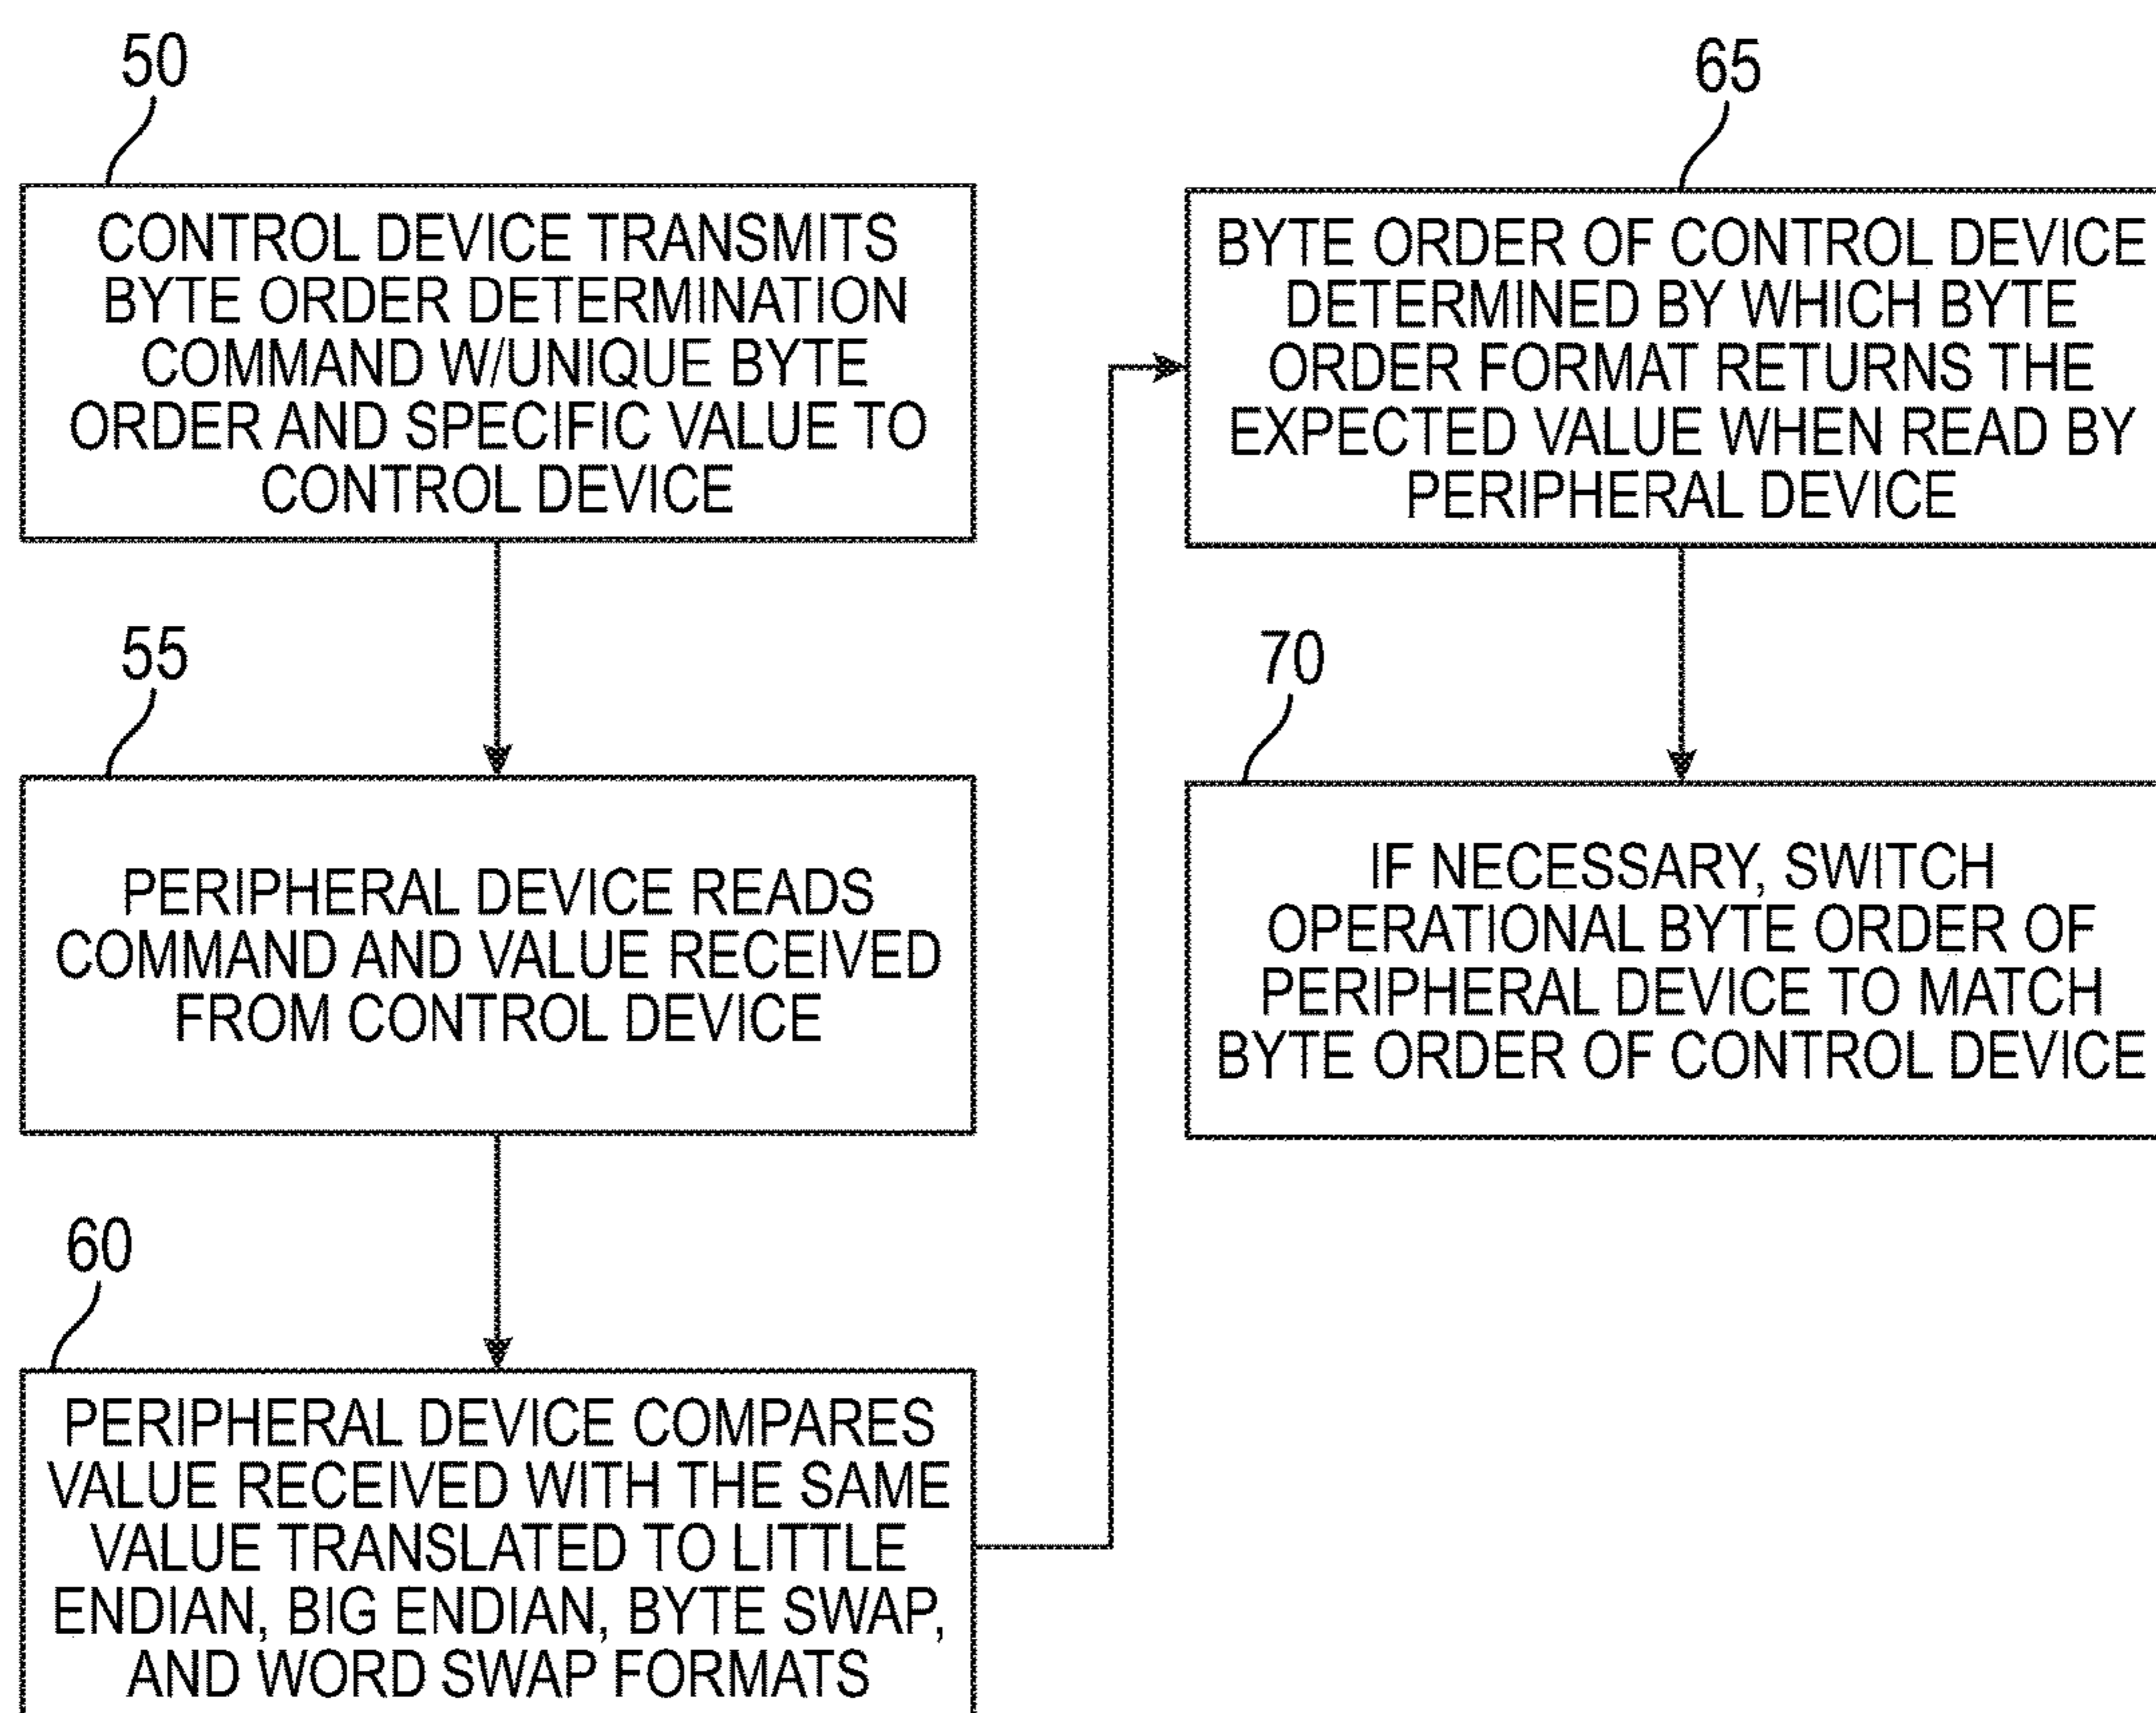 50
CONTROL DEVICE TRANSMITS
BYTE ORDER DETERMINATION
COMMAND W/UNIQUE BYTE
ORDER AND SPECIFIC VALUE TO
CONTROL DEVICE
55
PERIPHERAL DEVICE READS
COMMAND AND VALUE RECEIVED
FROM CONTROL DEVICE
60
PERIPHERAL DEVICE COMPARES
VALUE RECEIVED WITH THE SAME
VALUE TRANSLATED TO LITTLE
ENDIAN, BIG ENDIAN, BYTE SWAP,
AND WORD SWAP FORMATS
65
BYTE ORDER OF CONTROL DEVICE
DETERMINED BY WHICH BYTE
ORDER FORMAT RETURNS THE
EXPECTED VALUE WHEN READ BY
PERIPHERAL DEVICE
70
IF NECESSARY, SWITCH
OPERATIONAL BYTE ORDER OF
PERIPHERAL DEVICE TO MATCH
BYTE ORDER OF CONTROL DEVICE